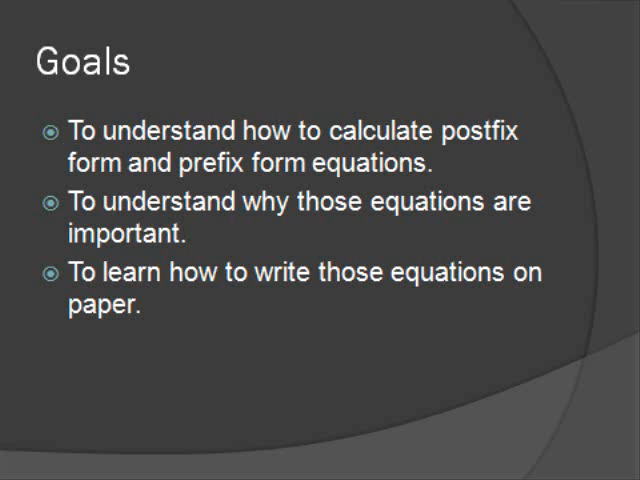 Goals
To understand how to calculate postfix
form and prefix form equations.
To understand why those equations are
important.
To learn how to write those equations on
paper.